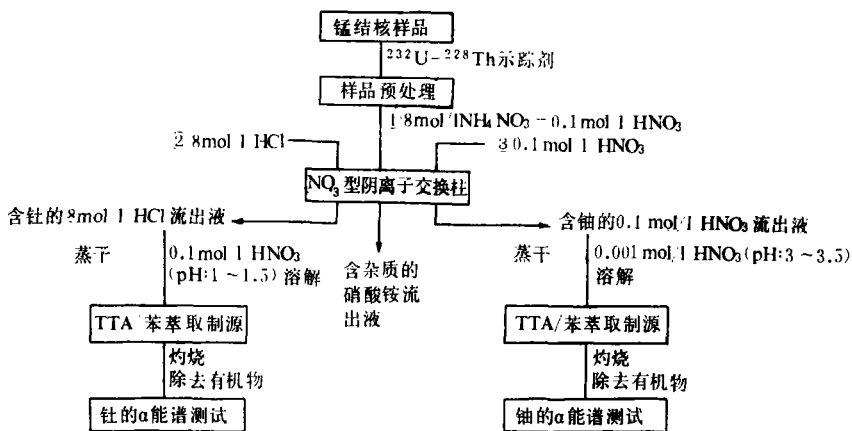 锰结核样品
²³²U-²²⁸Th示踪剂
样品预处理
1 8mol/lNH₄NO₃-0.1mol l HNO₃
2 8mol l HCl
3 0.1mol l HNO₃
NO₃型阴离子交换柱
含钍的8mol l HCl流出液
含铀的0.1mol/l HNO₃流出液
蒸干
0.1mol l HNO₃
(pH:1~1.5)溶解
含杂质的
硝酸铵流
出液
蒸干
0.001mol/l HNO₃(pH:3~3.5)
溶解
TTA/苯萃取制源
TTA/苯萃取制源
灼烧
除去有机物
灼烧
除去有机物
钍的α能谱测试
铀的α能谱测试